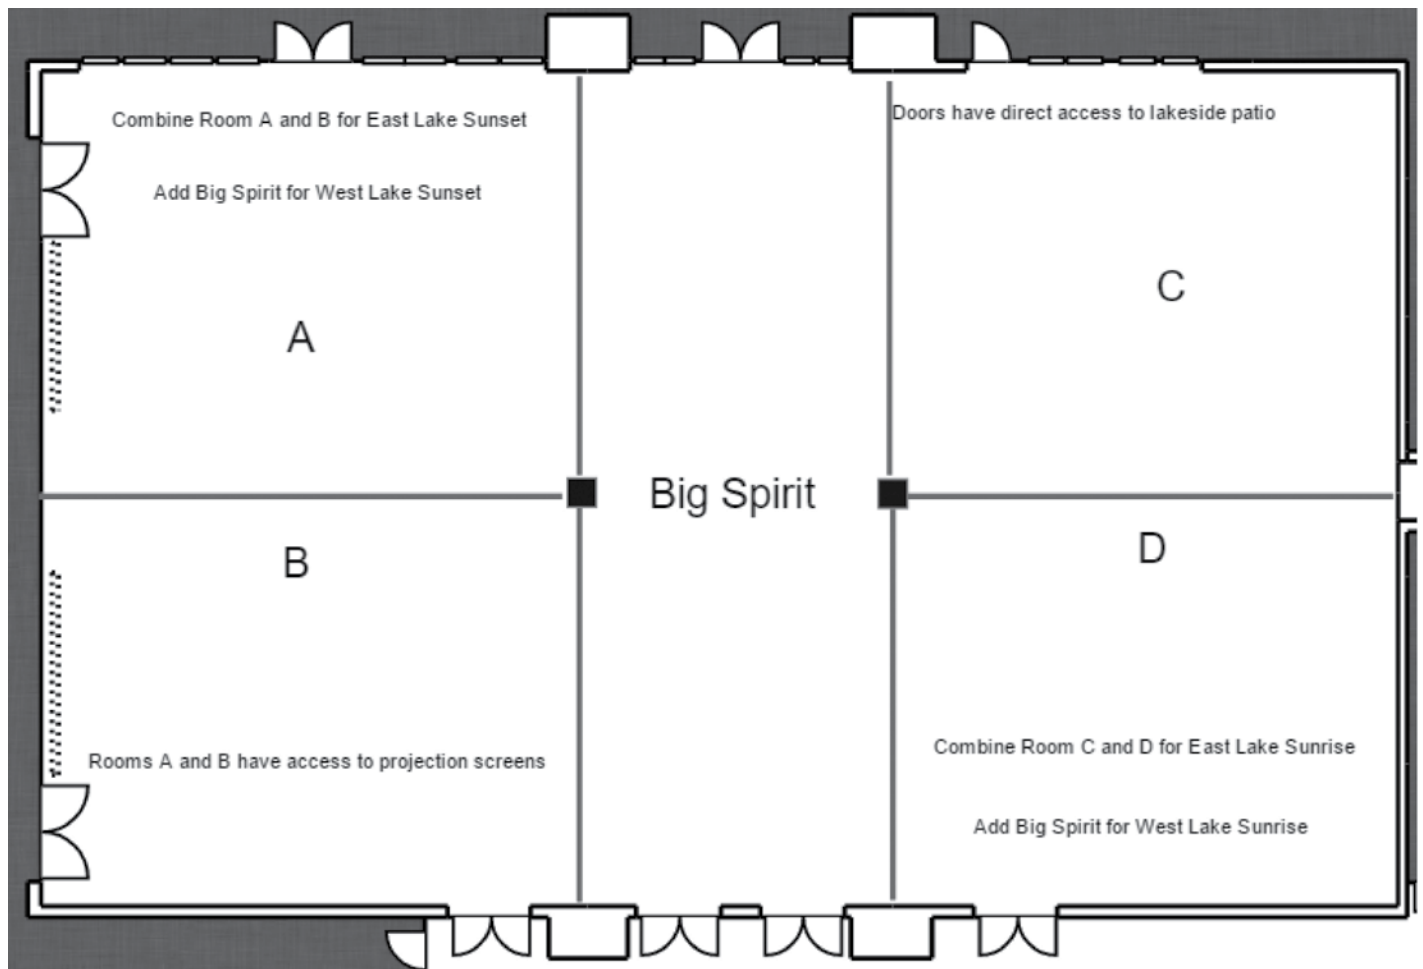 Combine Room A and B for East Lake Sunset
Doors have direct access to lakeside patio
Add Big Spirit for West Lake Sunset
C
A
Big Spirit
B
D
Rooms A and B have access to projection screens
Combine Room C and D for East Lake Sunrise
Add Big Spirit for West Lake Sunrise